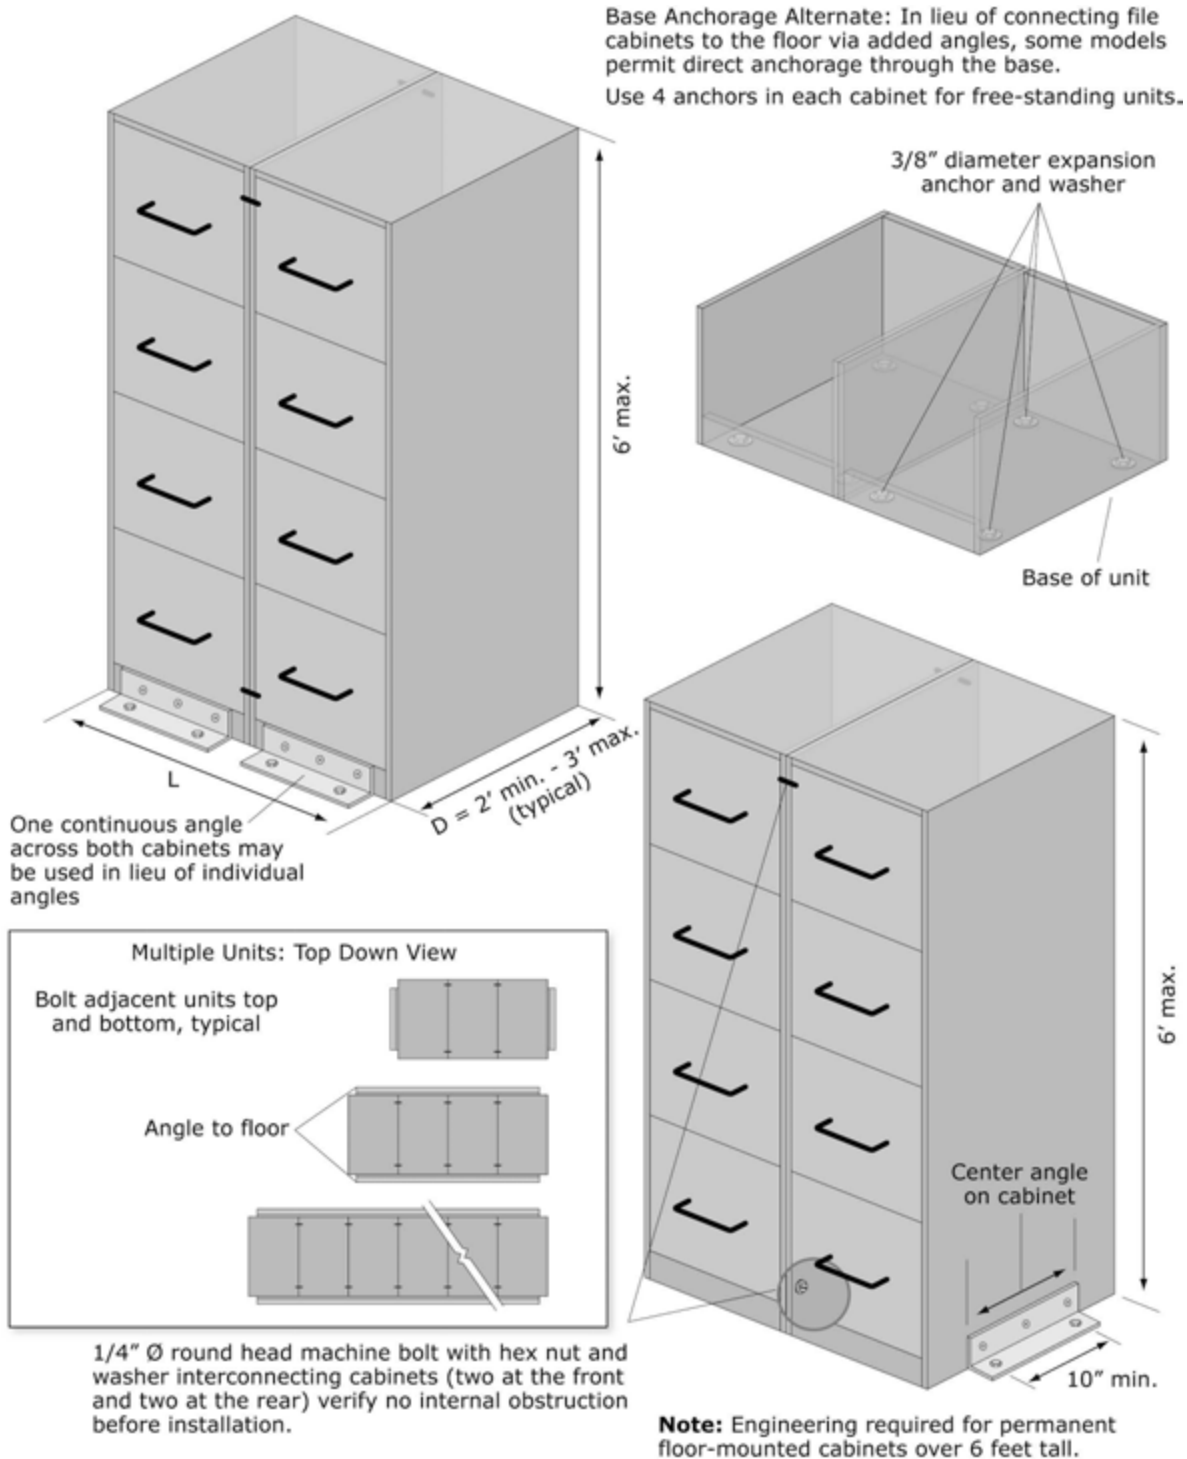 Base Anchorage Alternate: In lieu of connecting file
cabinets to the floor via added angles, some models
permit direct anchorage through the base.
Use 4 anchors in each cabinet for free-standing units.
3/8" diameter expansion
anchor and washer
6' max.
Base of unit
L
D = 2' min. - 3' max.
(typical)
One continuous angle
across both cabinets may
be used in lieu of individual
angles
Multiple Units: Top Down View
Bolt adjacent units top
and bottom, typical
Angle to floor
6' max.
Center angle
on cabinet
10" min.
1/4" Ø round head machine bolt with hex nut and
washer interconnecting cabinets (two at the front
and two at the rear) verify no internal obstruction
before installation.
Note: Engineering required for permanent
floor-mounted cabinets over 6 feet tall.